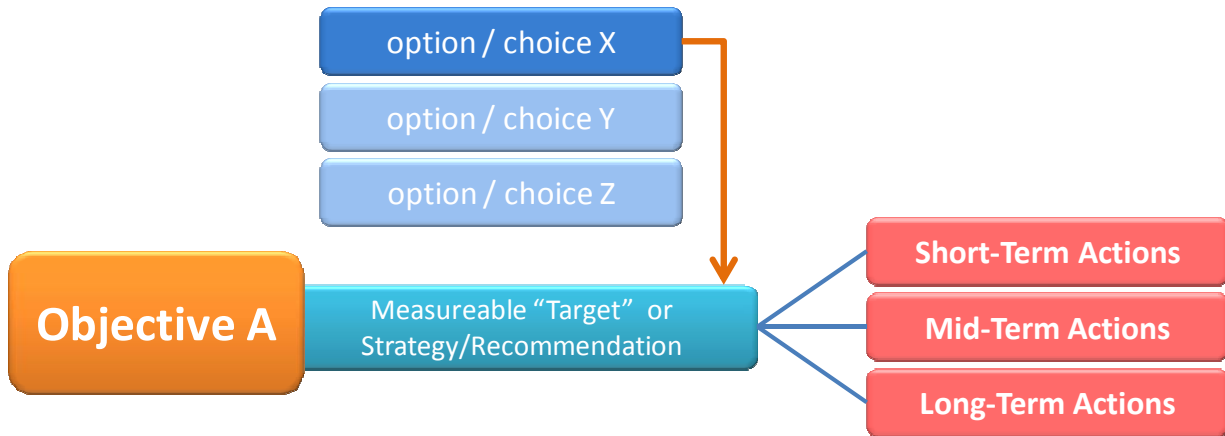 option / choice X
option / choice Y
option / choice Z
Objective A
Measureable “Target” or
Strategy/Recommendation
Short-Term Actions
Mid-Term Actions
Long-Term Actions